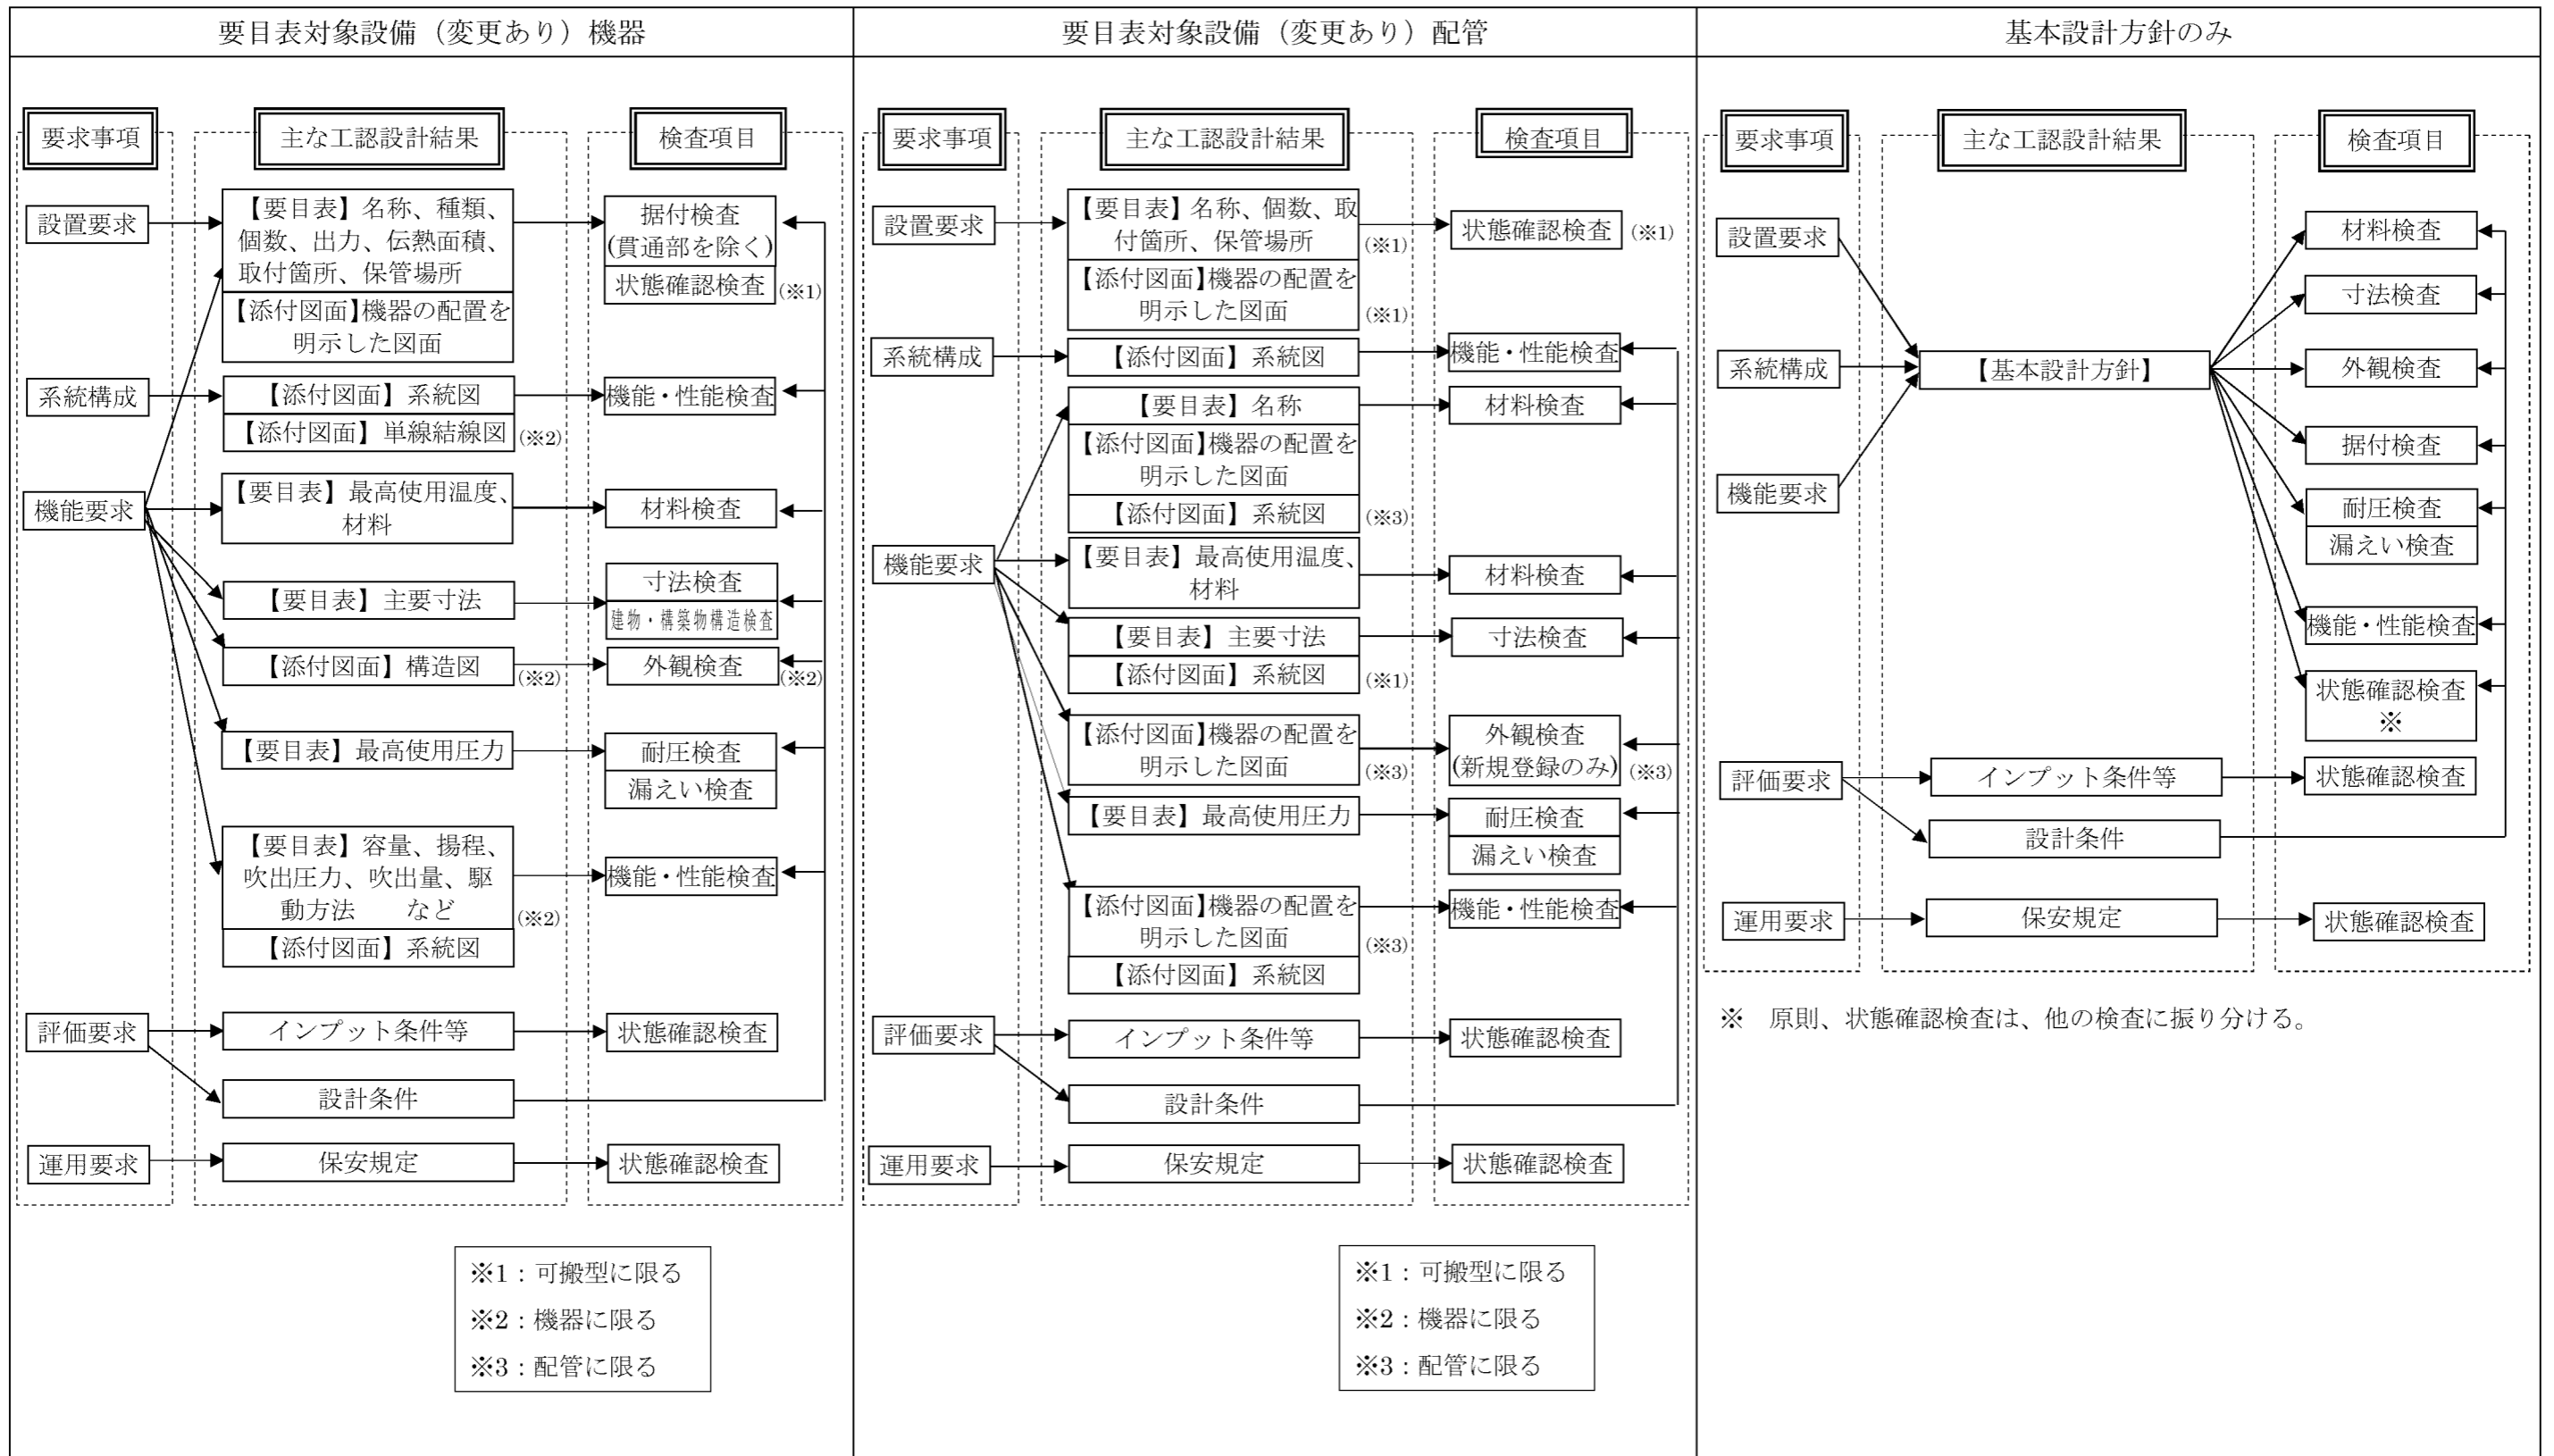 要目表対象設備（変更あり）機器
要求事項
主な工認設計結果
検査項目
設置要求
【要目表】名称、種類、
個数、出力、伝熱面積、
取付箇所、保管場所
【添付図面】機器の配置を
明示した図面
据付検査
(貫通部を除く)
状態確認検査
(※1)
系統構成
【添付図面】系統図
【添付図面】単線結線図
(※2)
機能・性能検査
機能要求
【要目表】最高使用温度、
材料
材料検査
【要目表】主要寸法
寸法検査
建物・構築物構造検査
【添付図面】構造図
(※2)
外観検査
(※2)
【要目表】最高使用圧力
耐圧検査
漏えい検査
【要目表】容量、揚程、
吹出圧力、吹出量、駆
動方法　　など
(※2)
【添付図面】系統図
機能・性能検査
評価要求
インプット条件等
状態確認検査
設計条件
運用要求
保安規定
状態確認検査
※1：可搬型に限る
※2：機器に限る
※3：配管に限る
要目表対象設備（変更あり）配管
要求事項
主な工認設計結果
検査項目
設置要求
【要目表】名称、個数、取
付箇所、保管場所
(※1)
【添付図面】機器の配置を
明示した図面
(※1)
状態確認検査
(※1)
系統構成
【添付図面】系統図
機能・性能検査
機能要求
【要目表】名称
【添付図面】機器の配置を
明示した図面
【添付図面】系統図
(※3)
材料検査
【要目表】最高使用温度、
材料
材料検査
【要目表】主要寸法
【添付図面】系統図
(※1)
寸法検査
【添付図面】機器の配置を
明示した図面
(※3)
外観検査
(新規登録のみ)
(※3)
【要目表】最高使用圧力
耐圧検査
漏えい検査
【添付図面】機器の配置を
明示した図面
(※3)
【添付図面】系統図
機能・性能検査
評価要求
インプット条件等
状態確認検査
設計条件
運用要求
保安規定
状態確認検査
※1：可搬型に限る
※2：機器に限る
※3：配管に限る
基本設計方針のみ
要求事項
主な工認設計結果
検査項目
設置要求
系統構成
機能要求
【基本設計方針】
材料検査
寸法検査
外観検査
据付検査
耐圧検査
漏えい検査
機能・性能検査
状態確認検査
※
評価要求
インプット条件等
状態確認検査
設計条件
運用要求
保安規定
状態確認検査
※　原則、状態確認検査は、他の検査に振り分ける。